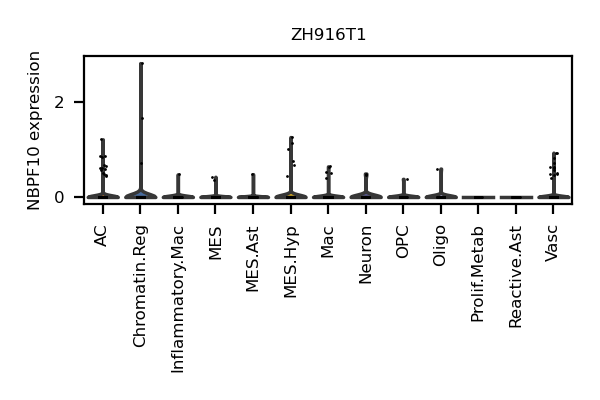 ZH916T1
NBPF10 expression
2
0
AC
Chromatin.Reg
Inflammatory.Mac
MES
MES.Ast
MES.Hyp
Mac
Neuron
OPC
Oligo
Prolif.Metab
Reactive.Ast
Vasc